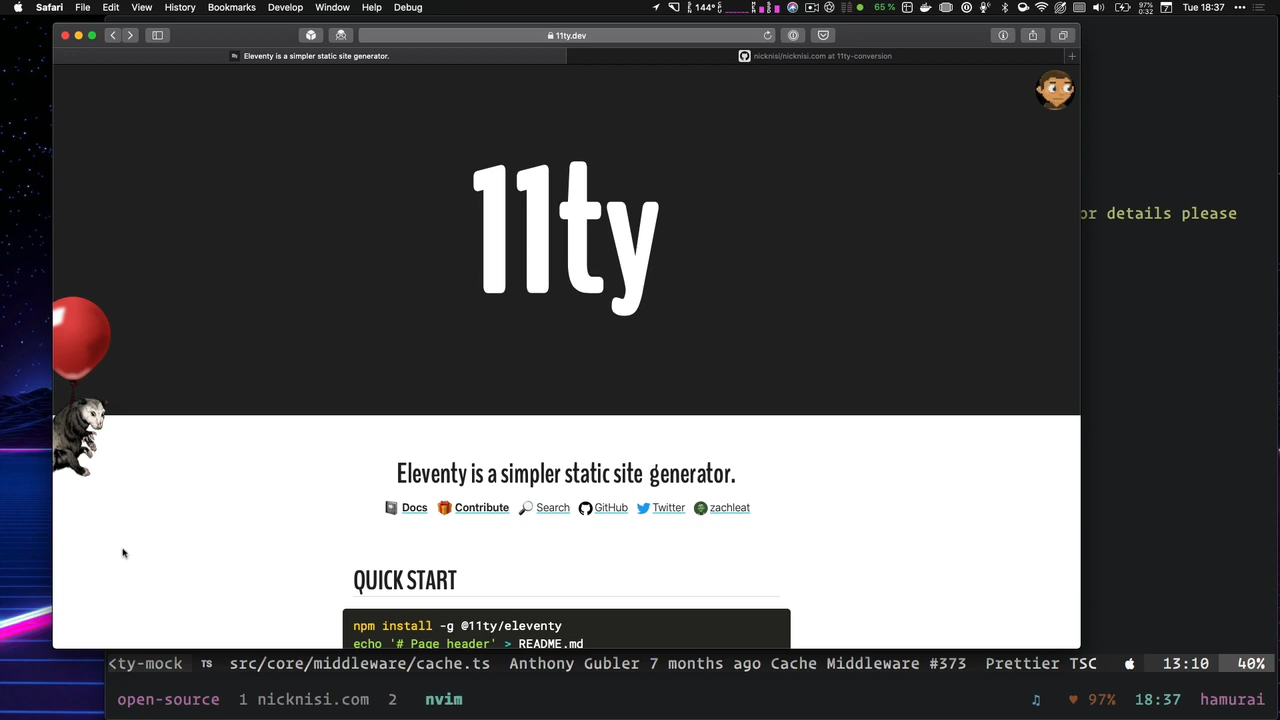 Safari File Edit View History Bookmarks Develop Window Help Debug 144° 65 % 97% 0:32 Tue 18:37
11ty.dev
Eleventy is a simpler static site generator. nicknisi/nicknisi.com at 11ty-conversion
11ty
or details please
Eleventy is a simpler static site generator.
Docs Contribute Search GitHub Twitter zachleat
QUICK START
npm install -g @11ty/eleventy
echo '# Page header' > README.md
<ty-mock TS src/core/middleware/cache.ts Anthony Gubler 7 months ago Cache Middleware #373 Prettier TSC 13:10 40%
open-source 1 nicknisi.com 2 nvim ♫ ♥ 97% 18:37 hamurai